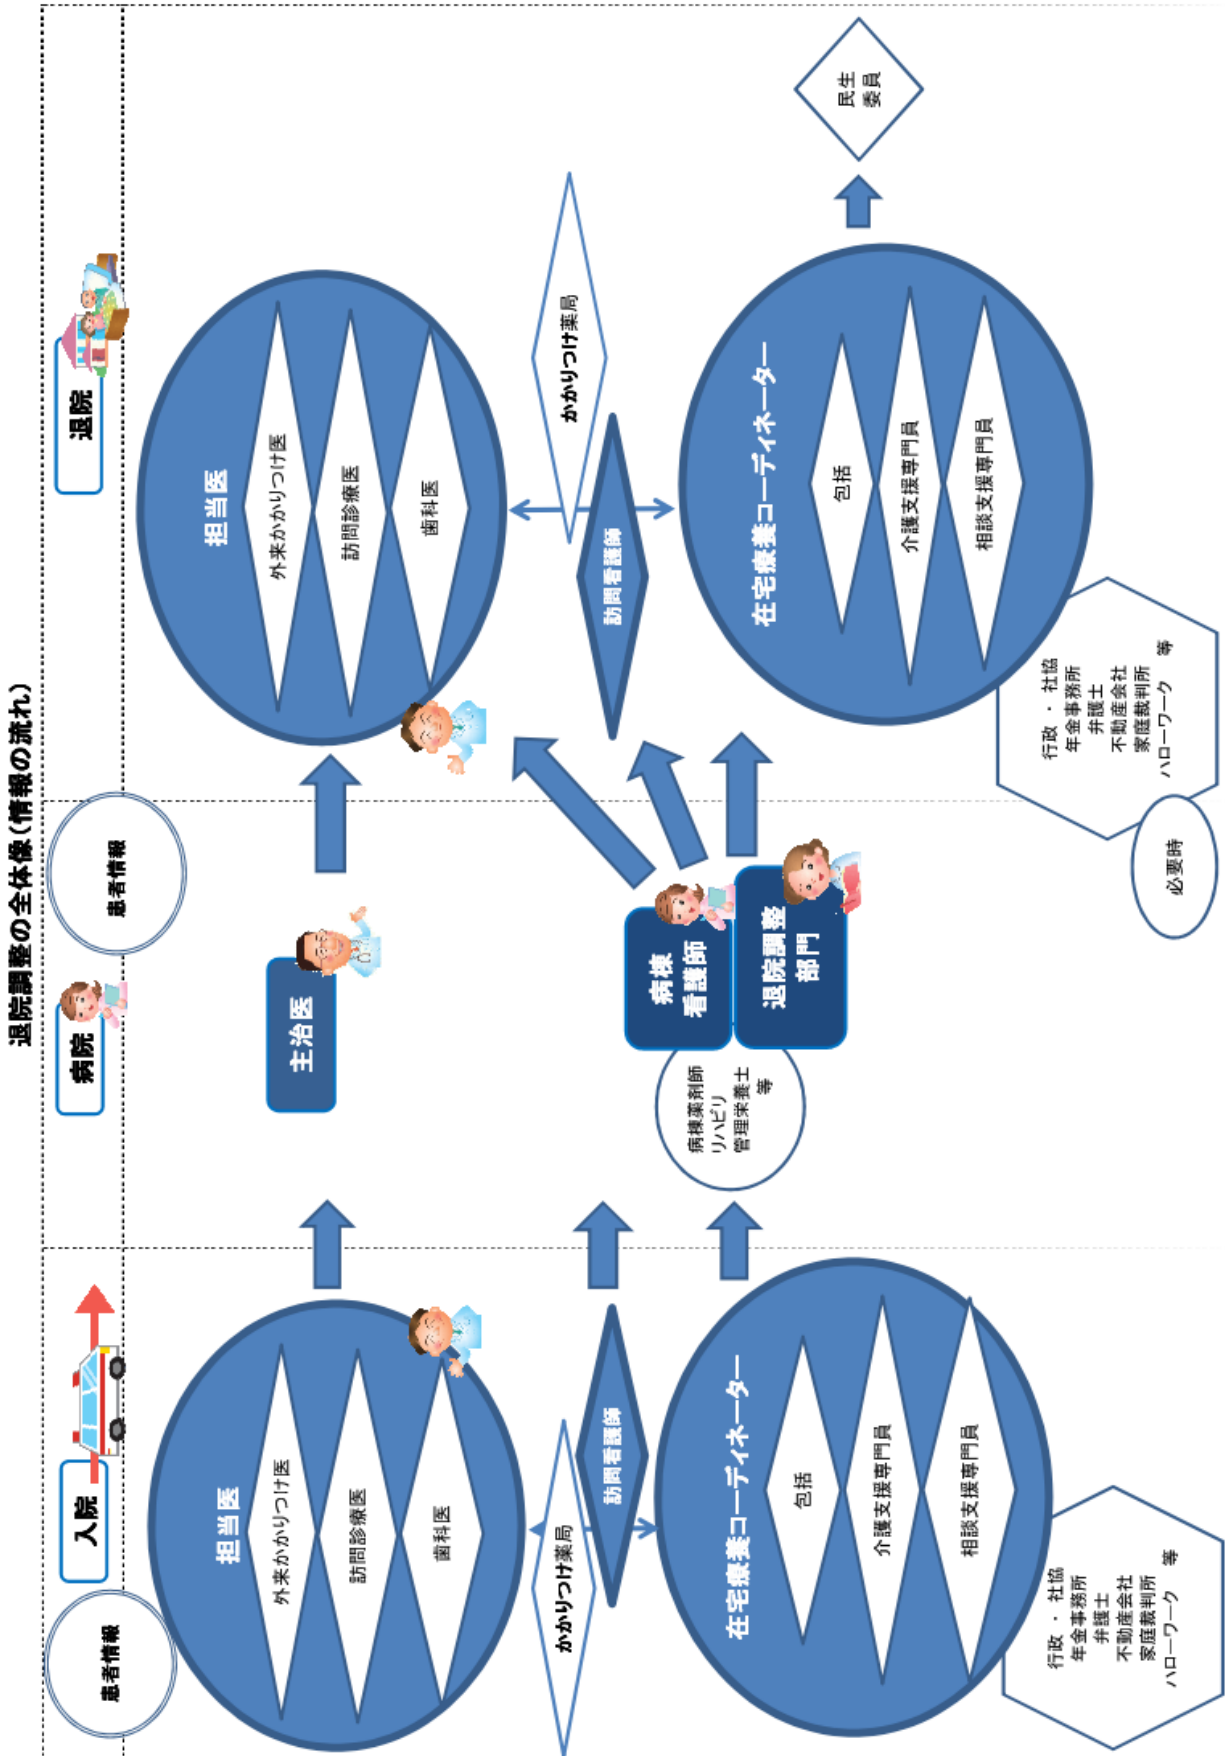 退院調整の全体像(情報の流れ)
患者情報
入院
病院
患者情報
退院
担当医
外来かかりつけ医
訪問診療医
歯科医
かかりつけ薬局
訪問看護師
在宅療養コーディネーター
包括
介護支援専門員
相談支援専門員
行政・社協
年金事務所
弁護士
不動産会社
家庭裁判所
ハローワーク 等
主治医
病棟
看護師
退院調整
部門
病棟薬剤師
リハビリ
管理栄養士
等
担当医
外来かかりつけ医
訪問診療医
歯科医
かかりつけ薬局
訪問看護師
在宅療養コーディネーター
包括
介護支援専門員
相談支援専門員
民生
委員
行政・社協
年金事務所
弁護士
不動産会社
家庭裁判所
ハローワーク 等
必要時